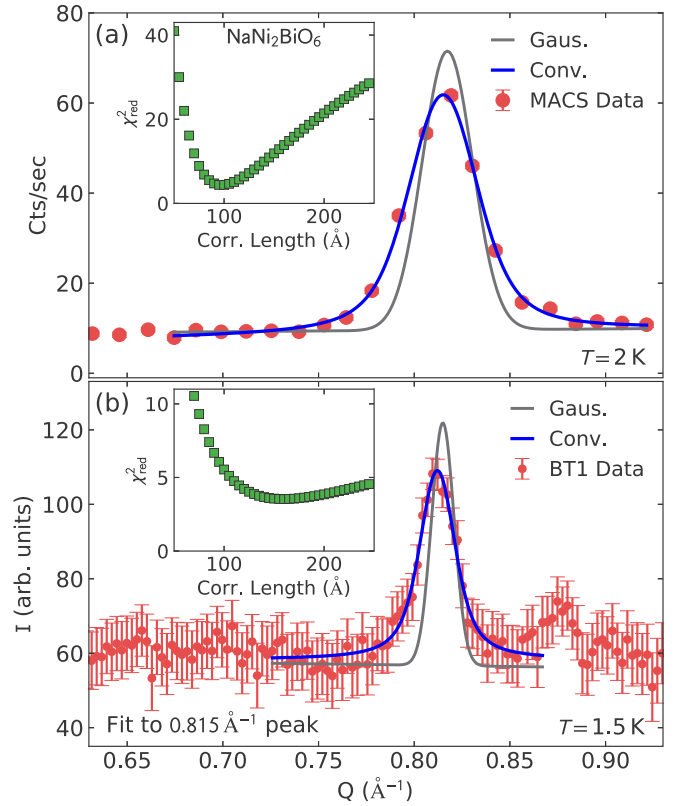 (a)
NaNi₂BiO₆
40
20
0
χ²red
100
200
Corr. Length (Å)
Gaus.
Conv.
MACS Data
80
60
40
20
0
Cts/sec
T = 2 K
(b)
10
5
0
χ²red
100
200
Corr. Length (Å)
Gaus.
Conv.
BT1 Data
120
100
80
60
40
I (arb. units)
Fit to 0.815 Å⁻¹ peak
T = 1.5 K
0.65
0.70
0.75
0.80
0.85
0.90
Q (Å⁻¹)